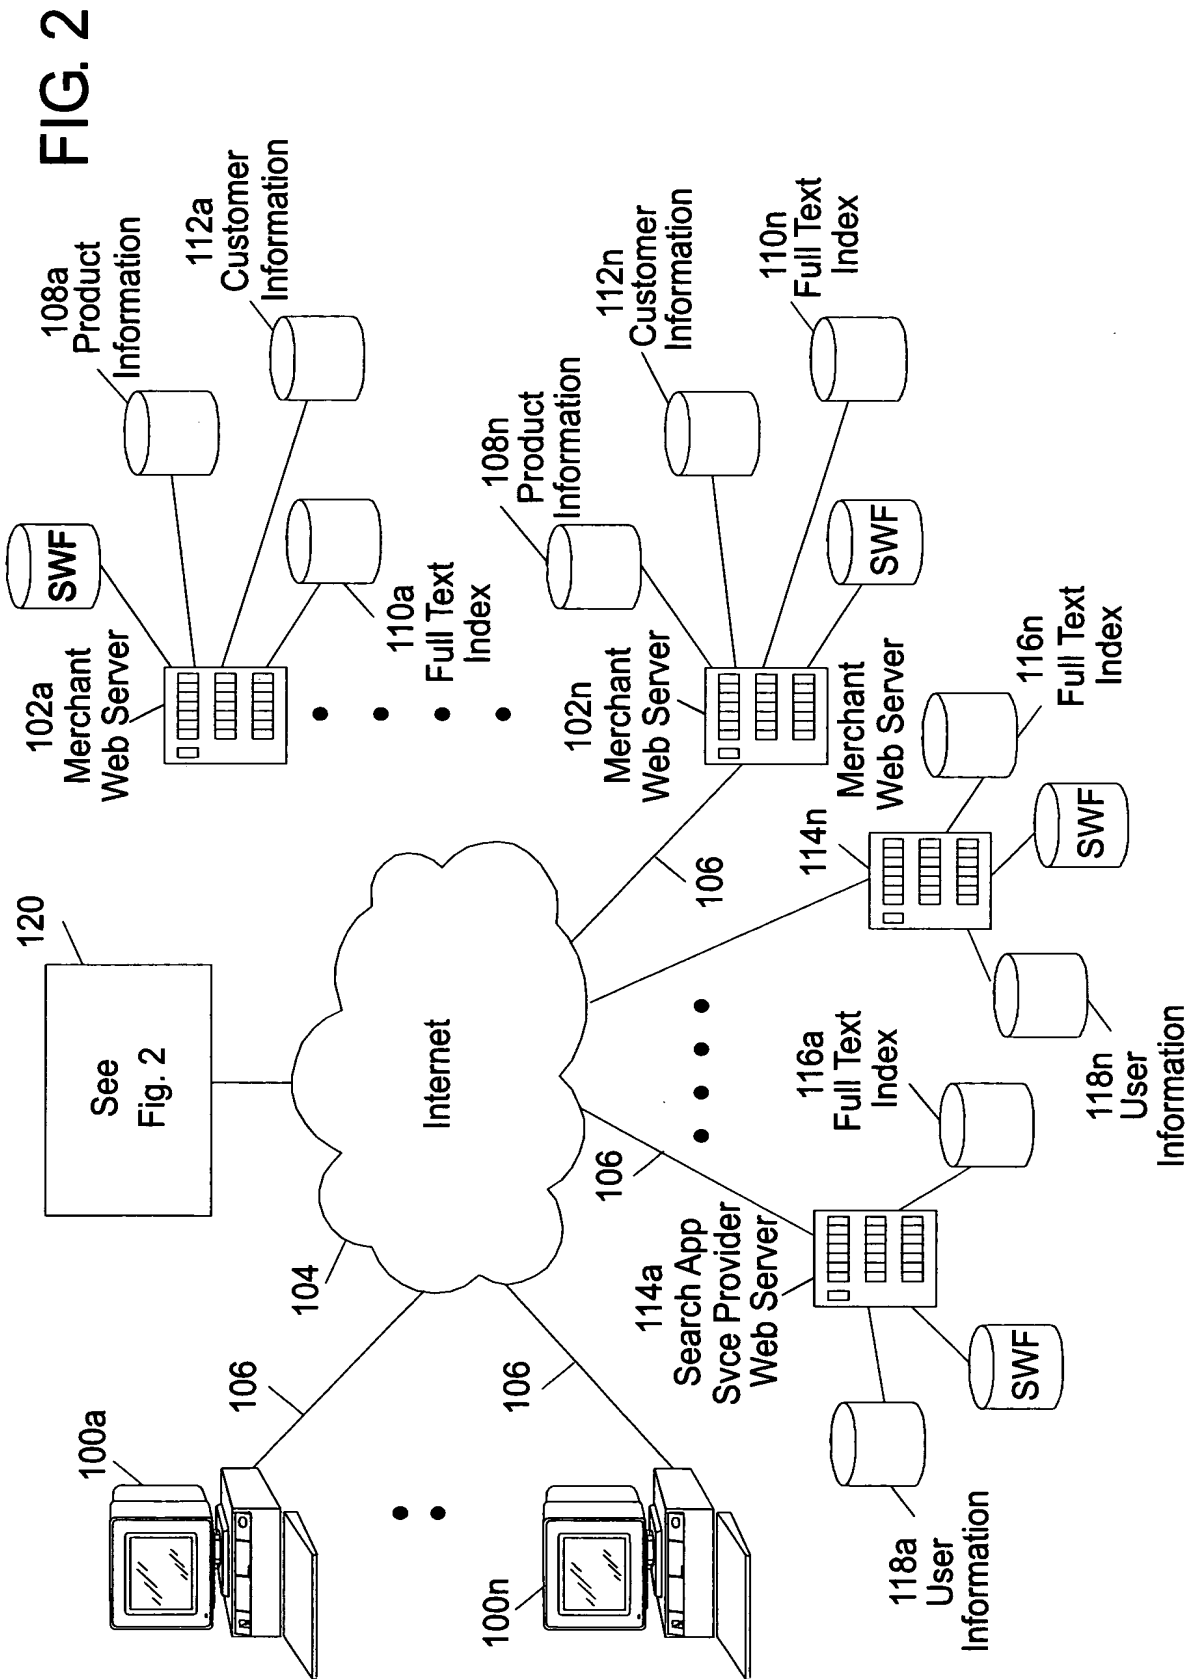 FIG. 2
100a
106
100n
106
104
See
Fig. 2
120
Internet
102a
Merchant
Web Server
SWF
108a
Product
Information
112a
Customer
Information
110a
Full Text
Index
102n
Merchant
Web Server
106
108n
Product
Information
112n
Customer
Information
110n
Full Text
Index
SWF
114a
Search App
Svce Provider
Web Server
106
116a
Full Text
Index
118a
User
Information
SWF
114n
Merchant
Web Server
116n
Full Text
Index
SWF
118n
User
Information